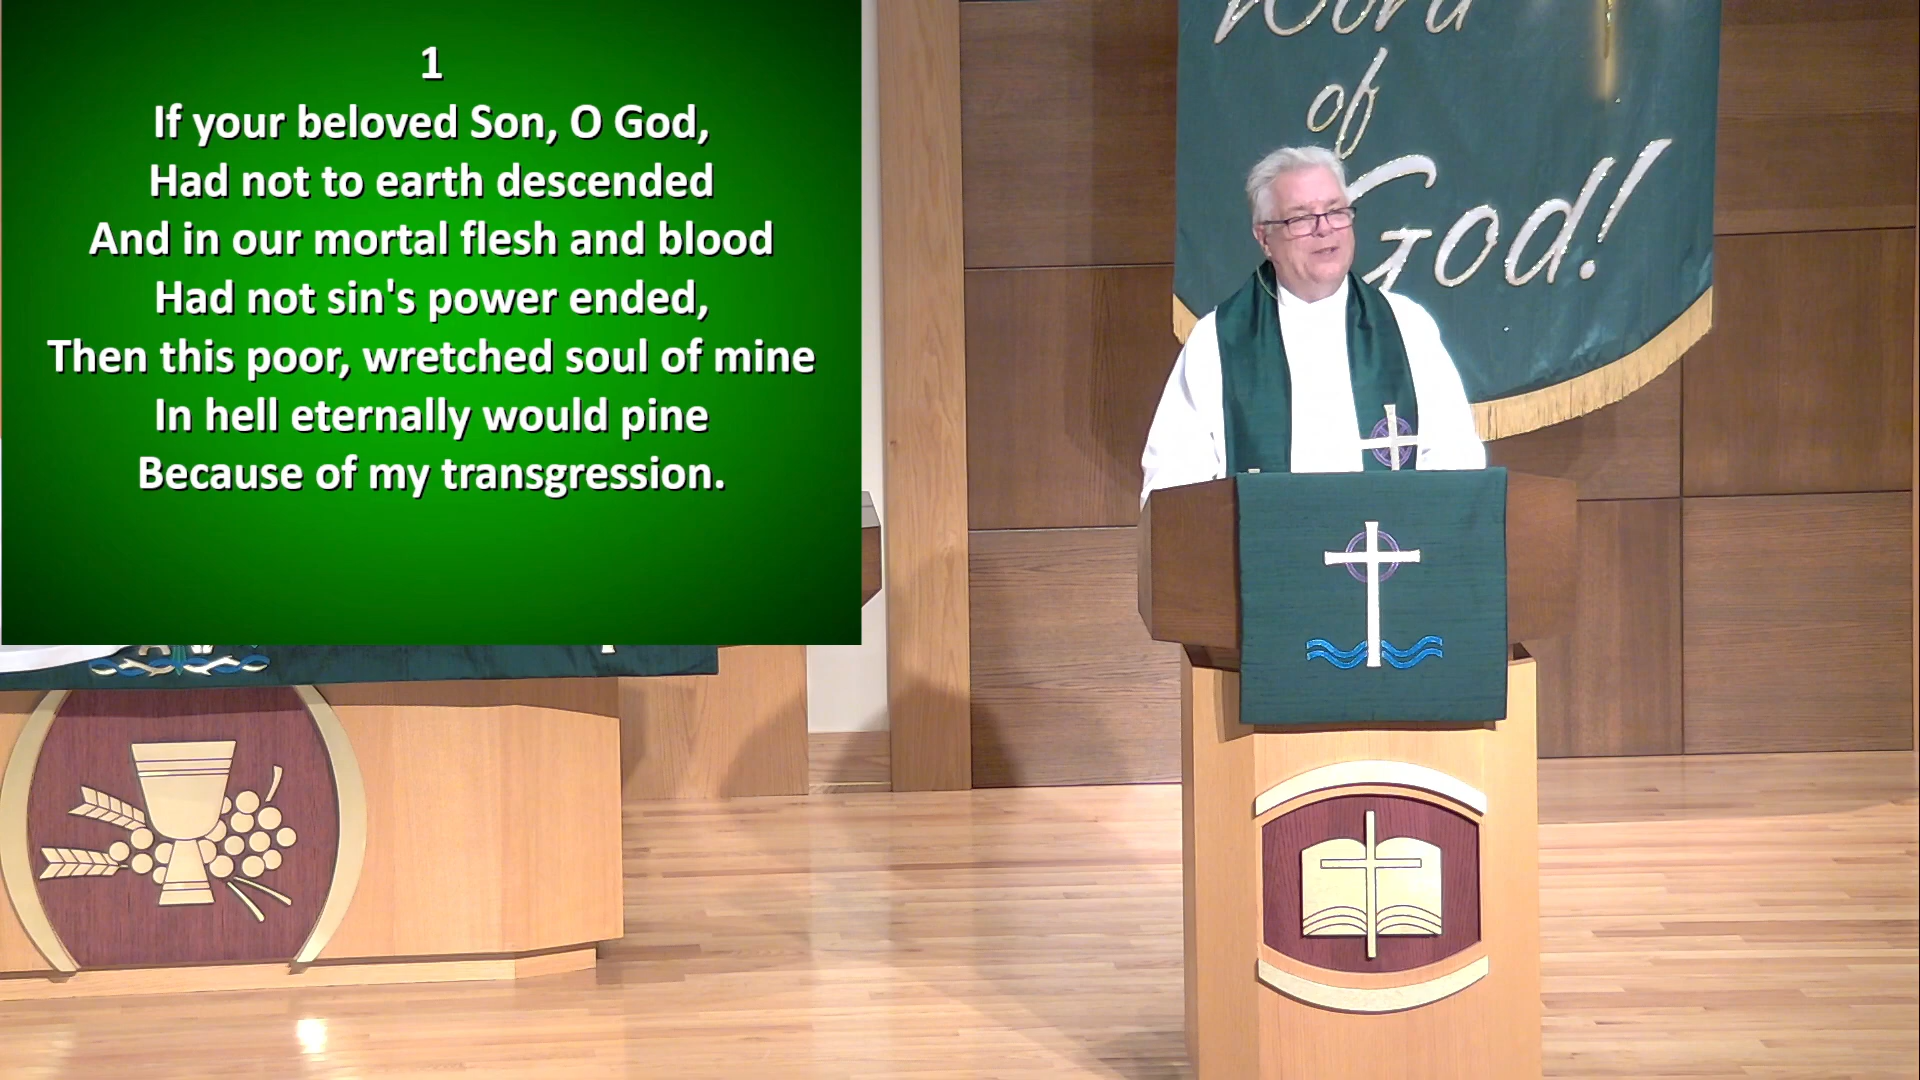 1
If your beloved Son, O God,
Had not to earth descended
And in our mortal flesh and blood
Had not sin's power ended,
Then this poor, wretched soul of mine
In hell eternally would pine
Because of my transgression.
Word
of
God!